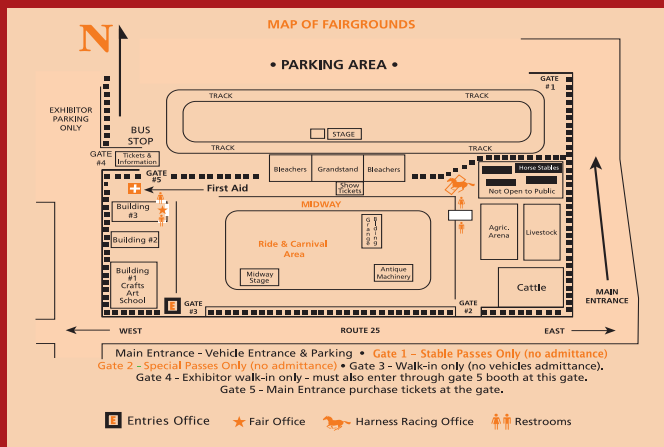 MAP OF FAIRGROUNDS
N
• PARKING AREA •
GATE
#1
TRACK
TRACK
EXHIBITOR
PARKING
ONLY
BUS
STOP
STAGE
TRACK
TRACK
GATE
#4
Tickets &
Information
GATE
#5
Bleachers
Grandstand
Bleachers
Horse Stables
Not Open to Public
First Aid
Show
Tickets
MIDWAY
Building
#3
Building #2
Building
#1
Crafts
Art
School
Ride & Carnival
Area
Grange
Building
Midway
Stage
Antique
Machinery
Agric.
Arena
Livestock
Cattle
MAIN
ENTRANCE
E
GATE
#3
GATE
#2
WEST
ROUTE 25
EAST
Main Entrance - Vehicle Entrance & Parking • Gate 1 - Stable Passes Only (no admittance)
Gate 2 - Special Passes Only (no admittance) • Gate 3 - Walk-in only (no vehicles admittance).
Gate 4 - Exhibitor walk-in only - must also enter through gate 5 booth at this gate.
Gate 5 - Main Entrance purchase tickets at the gate.
E Entries Office
Fair Office
Harness Racing Office
Restrooms